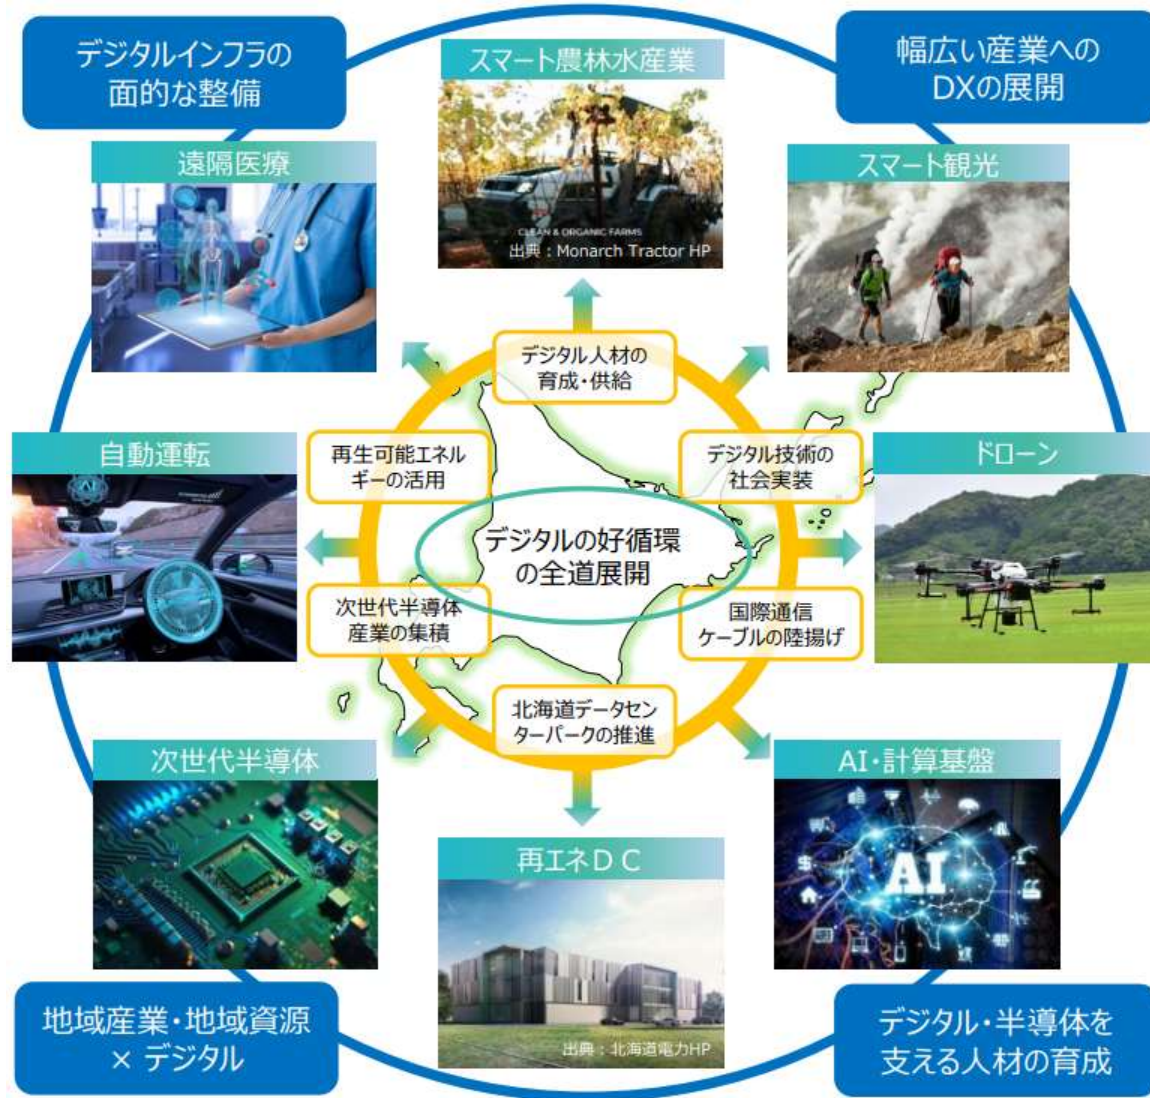 デジタルインフラの
面的な整備
スマート農林水産業
幅広い産業への
DXの展開
遠隔医療
スマート観光
CLEAN & ORGANIC FARMS
出典：Monarch Tractor HP
デジタル人材の
育成・供給
自動運転
再生可能エネル
ギーの活用
デジタル技術の
社会実装
ドローン
AI
デジタルの好循環
の全道展開
次世代半導体
産業の集積
国際通信
ケーブルの陸揚げ
北海道データセン
ターパークの推進
次世代半導体
AI・計算基盤
再エネＤＣ
AI
地域産業・地域資源
× デジタル
出典：北海道電力HP
デジタル・半導体を
支える人材の育成